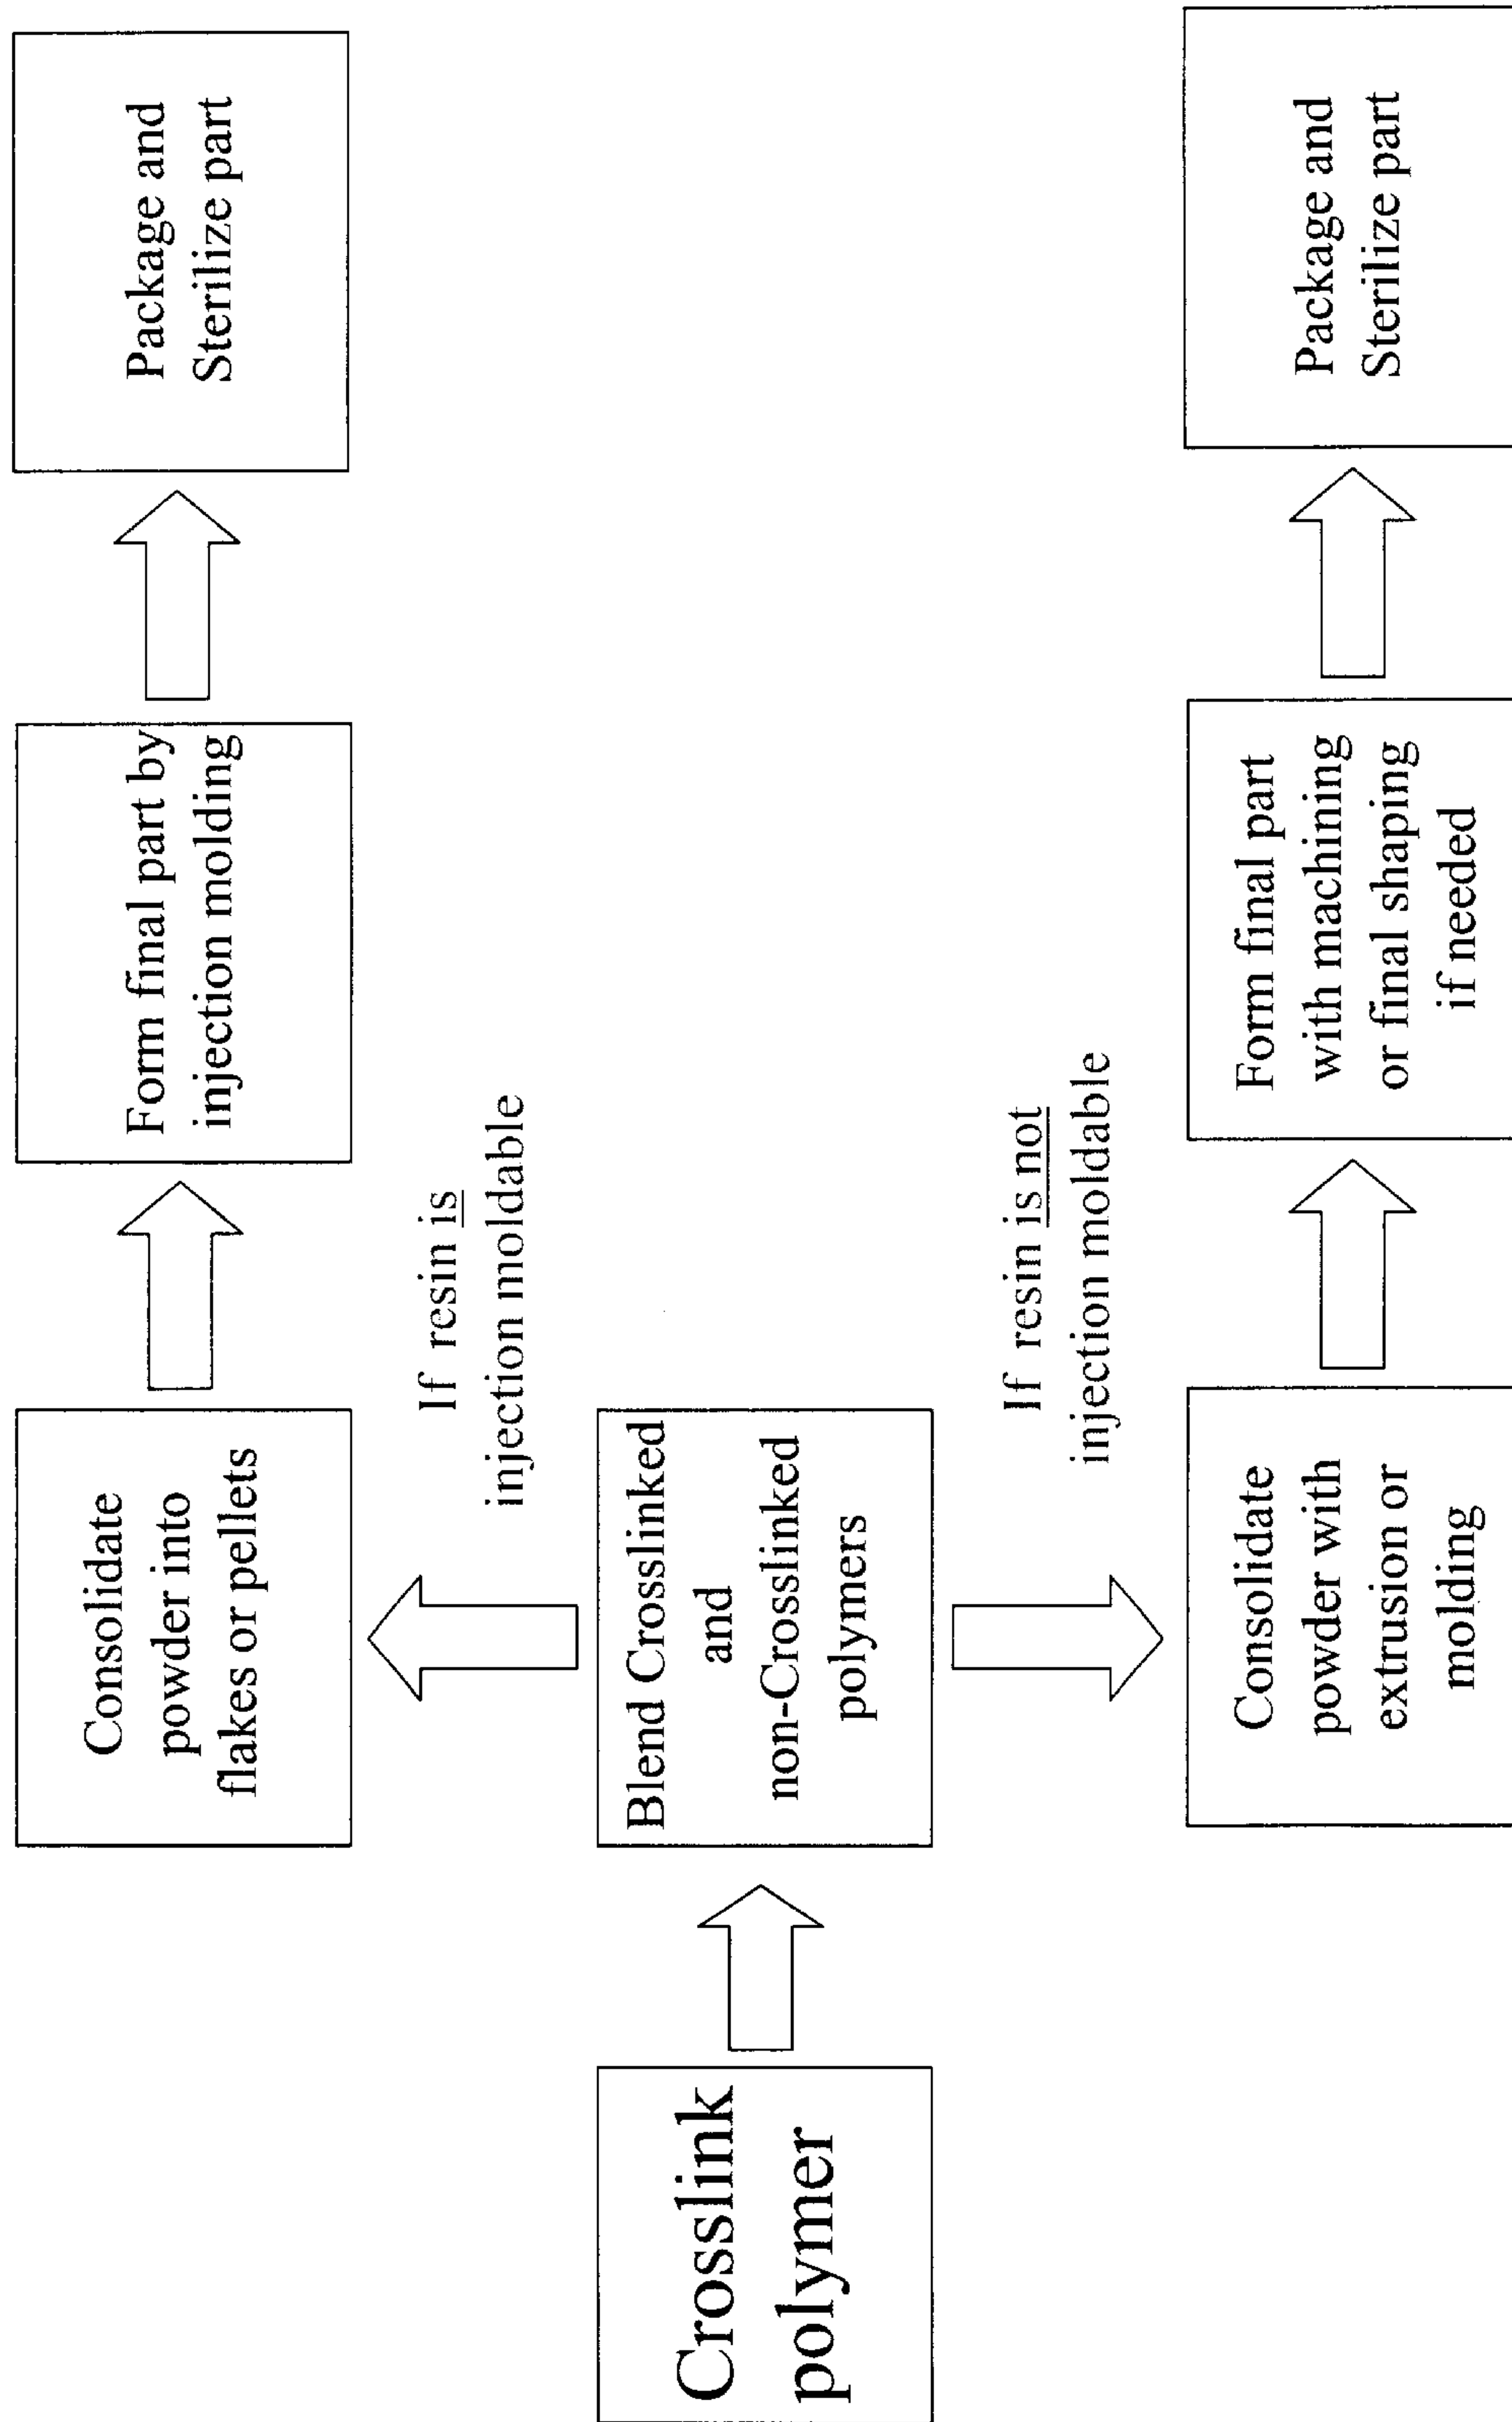 Crosslink
polymer
Blend Crosslinked
and
non-Crosslinked
polymers
If resin is
injection moldable
Consolidate
powder into
flakes or pellets
Form final part by
injection molding
Package and
Sterilize part
If resin is not
injection moldable
Consolidate
powder with
extrusion or
molding
Form final part
with machining
or final shaping
if needed
Package and
Sterilize part